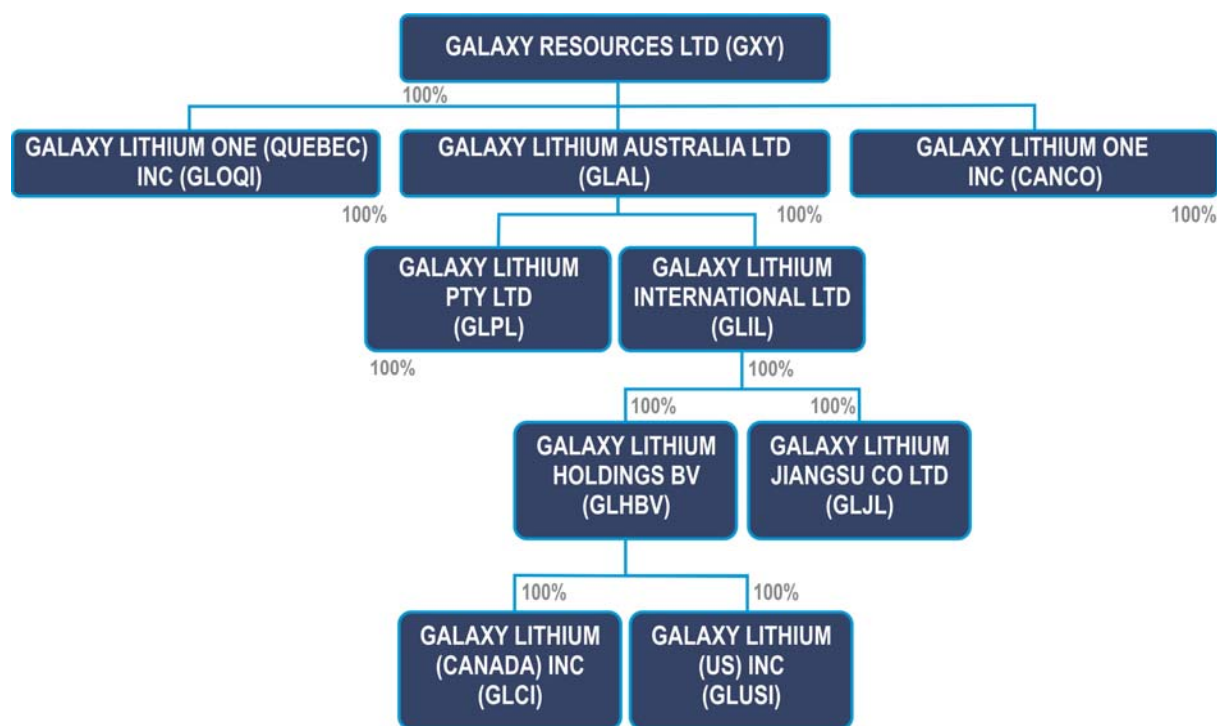 GALAXY RESOURCES LTD (GXY)
100%
GALAXY LITHIUM ONE (QUEBEC)
INC (GLOQI)
GALAXY LITHIUM AUSTRALIA LTD
(GLAL)
GALAXY LITHIUM ONE
INC (CANCO)
100%
100%
100%
GALAXY LITHIUM
PTY LTD
(GLPL)
GALAXY LITHIUM
INTERNATIONAL LTD
(GLIL)
100%
100%
100%
100%
GALAXY LITHIUM
HOLDINGS BV
(GLHBV)
GALAXY LITHIUM
JIANGSU CO LTD
(GLJL)
100%
100%
GALAXY LITHIUM
(CANADA) INC
(GLCI)
GALAXY LITHIUM
(US) INC
(GLUSI)